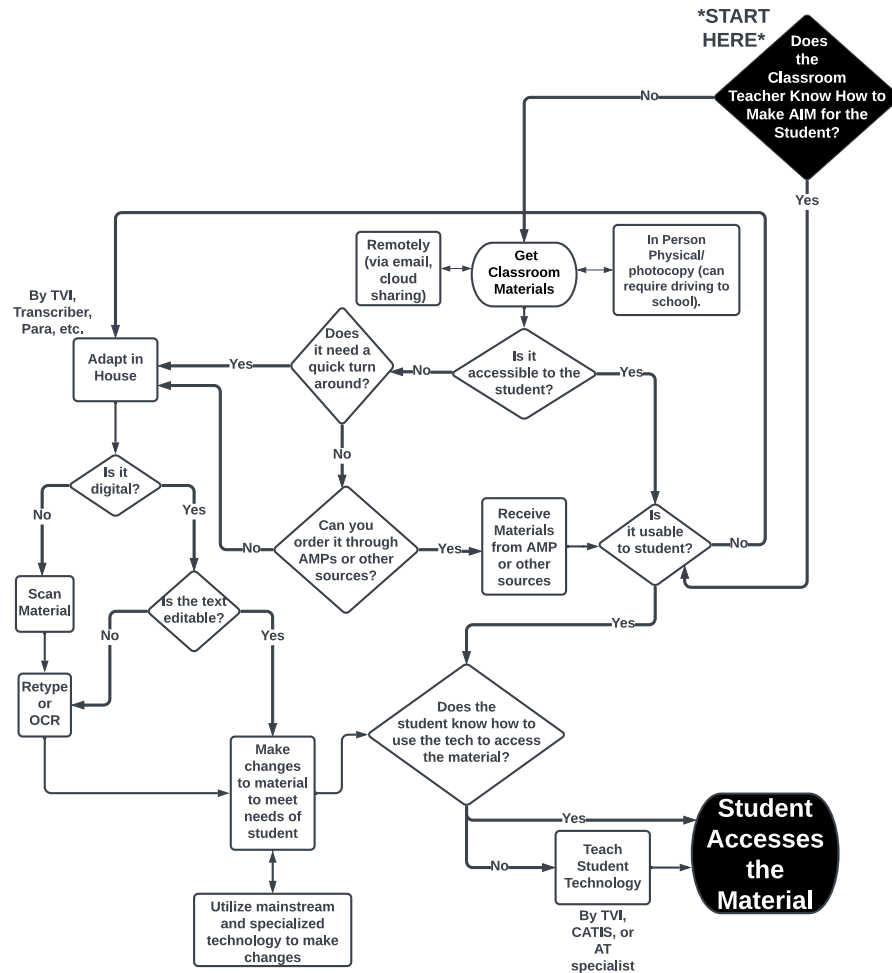 *START
HERE*
Does
the
Classroom
Teacher Know How to
Make AIM for the
Student?
No
Yes
Remotely
(via email,
cloud
sharing)
Get
Classroom
Materials
In Person
Physical/
photocopy (can
require driving to
school).
By TVI,
Transcriber,
Para, etc.
Adapt in
House
Yes
Does
it need a
quick turn
around?
No
Is it
accessible to the
student?
Yes
No
Is it
digital?
No
Yes
No
Can you
order it through
AMPs or other
sources?
Yes
Receive
Materials
from AMP
or other
sources
Is
it usable
to student?
No
Scan
Material
Is the text
editable?
No
Yes
Yes
Retype
or
OCR
Does the
student know how to
use the tech to access
the material?
Make
changes
to material
to meet
needs of
student
Yes
No
Teach
Student
Technology
Student
Accesses
the
Material
Utilize mainstream
and specialized
technology to make
changes
By TVI,
CATIS, or
AT
specialist